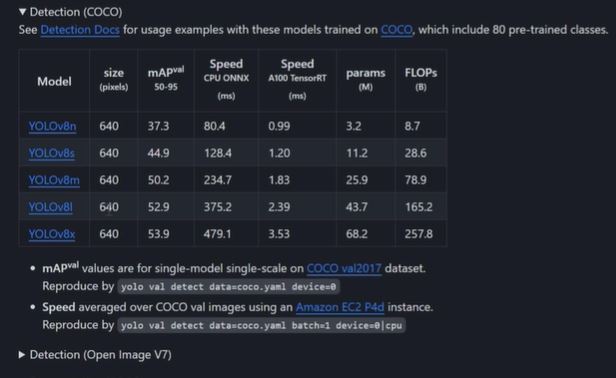 ▼ Detection (COCO)
See Detection Docs for usage examples with these models trained on COCO, which include 80 pre-trained classes.
Model size (pixels) mAPval 50-95 Speed CPU ONNX (ms) Speed A100 TensorRT (ms) params (M) FLOPs (B)
YOLOv8n 640 37.3 80.4 0.99 3.2 8.7
YOLOv8s 640 44.9 128.4 1.20 11.2 28.6
YOLOv8m 640 50.2 234.7 1.83 25.9 78.9
YOLOv8l 640 52.9 375.2 2.39 43.7 165.2
YOLOv8x 640 53.9 479.1 3.53 68.2 257.8
• mAPval values are for single-model single-scale on COCO val2017 dataset.
Reproduce by yolo val detect data=coco.yaml device=0
• Speed averaged over COCO val images using an Amazon EC2 P4d instance.
Reproduce by yolo val detect data=coco.yaml batch=1 device=0|cpu
▶ Detection (Open Image V7)